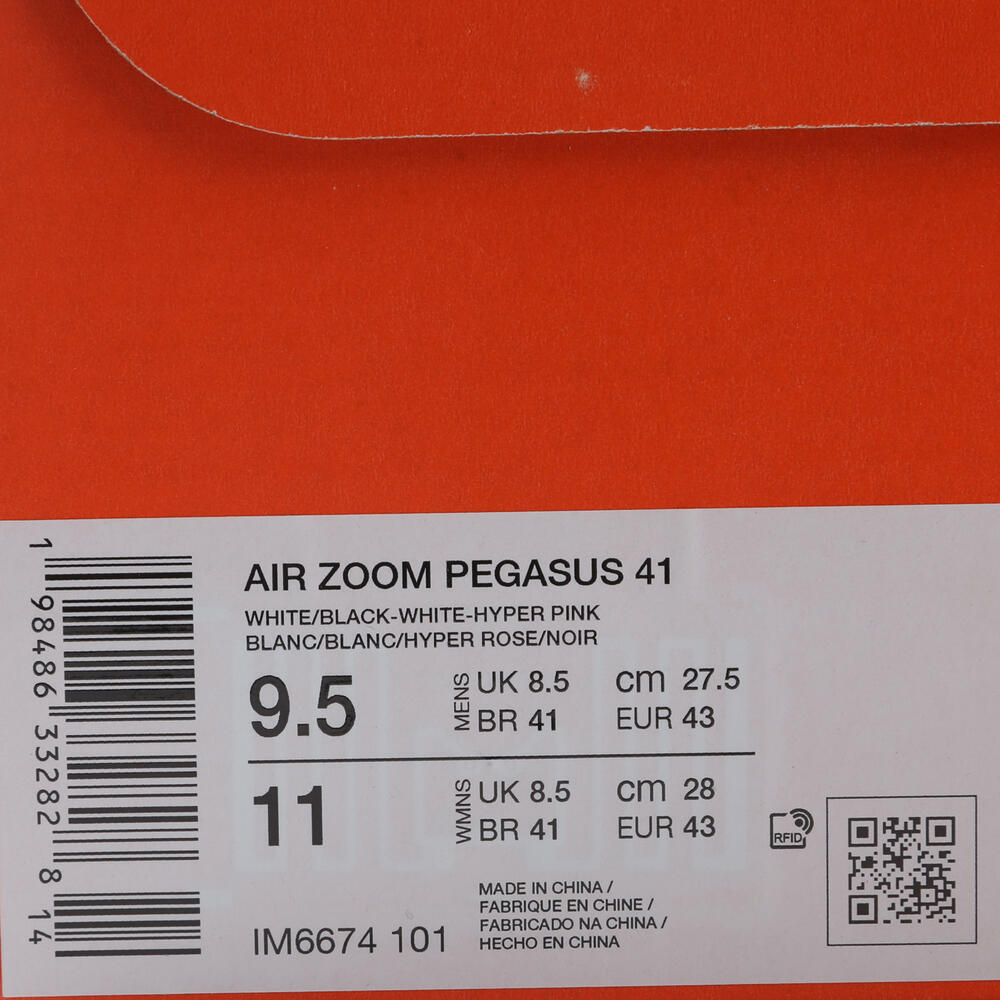 AIR ZOOM PEGASUS 41
WHITE/BLACK-WHITE-HYPER PINK
BLANC/BLANC/HYPER ROSE/NOIR
9.5
MENS
UK 8.5 cm 27.5
BR 41 EUR 43
11
WMNS
UK 8.5 cm 28
BR 41 EUR 43
RFID
MADE IN CHINA /
FABRIQUE EN CHINE /
FABRICADO NA CHINA /
HECHO EN CHINA
IM6674 101
1 98486 33282 8 14